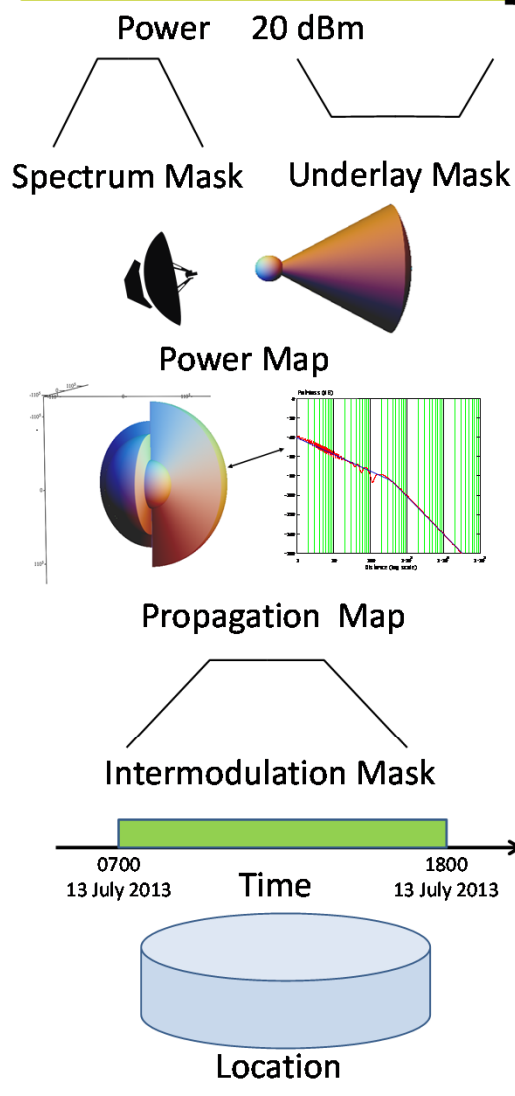 Power 20 dBm
Spectrum Mask Underlay Mask
Power Map
Propagation Map
Intermodulation Mask
0700 1800
13 July 2013 Time 13 July 2013
Location